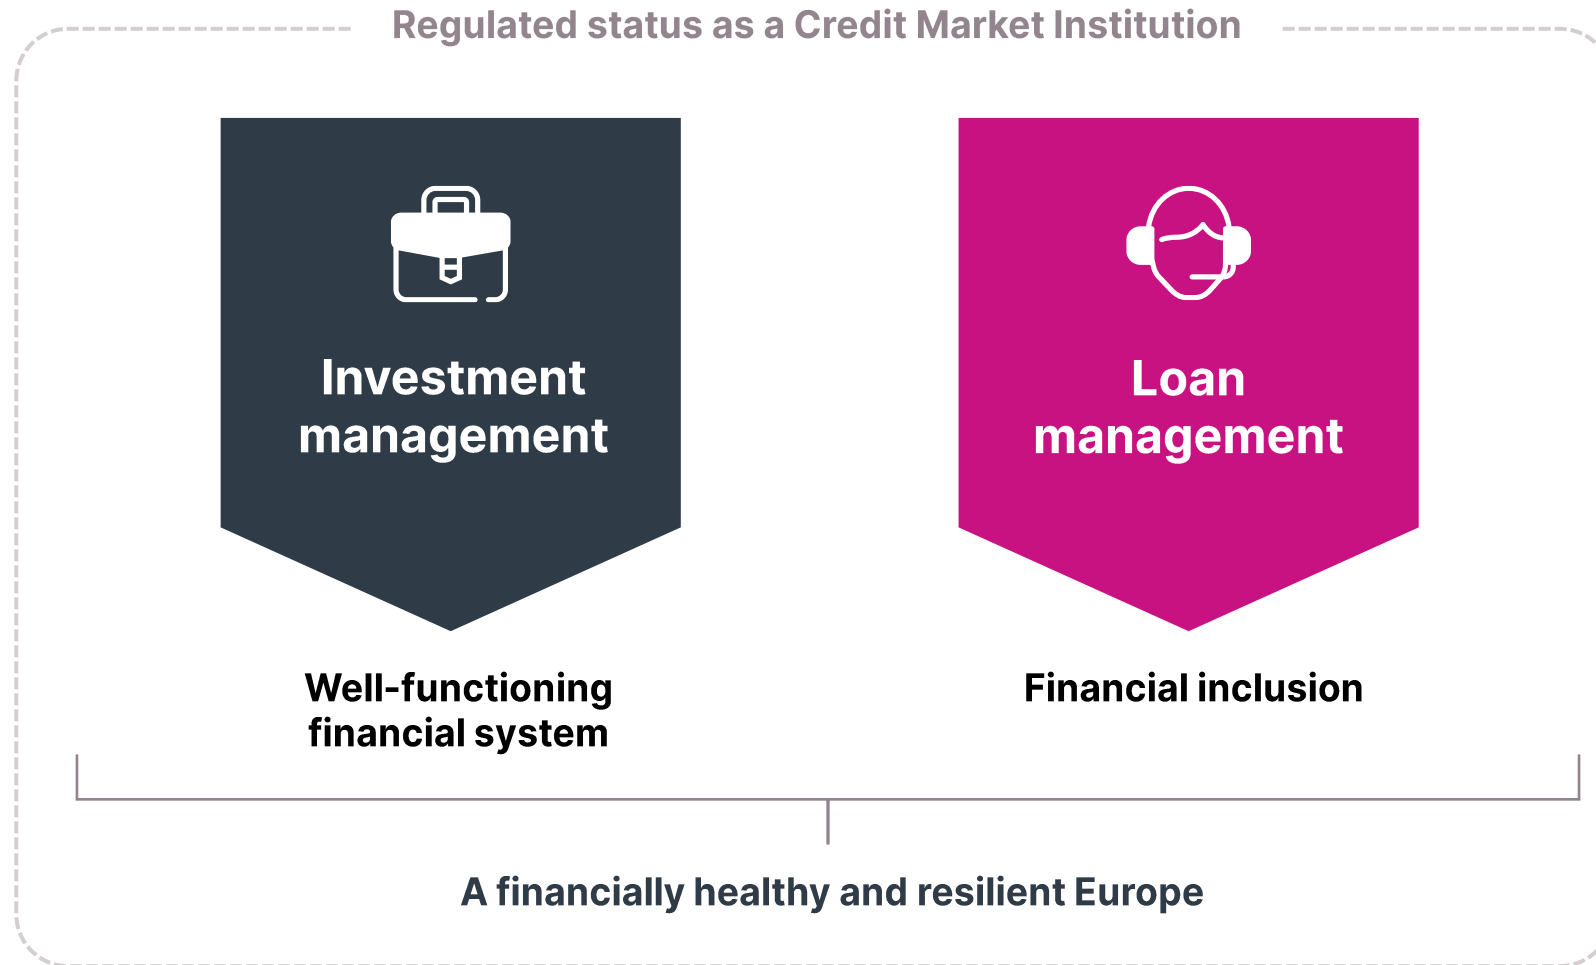 Regulated status as a Credit Market Institution
Investment
management
Loan
management
Well-functioning
financial system
Financial inclusion
A financially healthy and resilient Europe